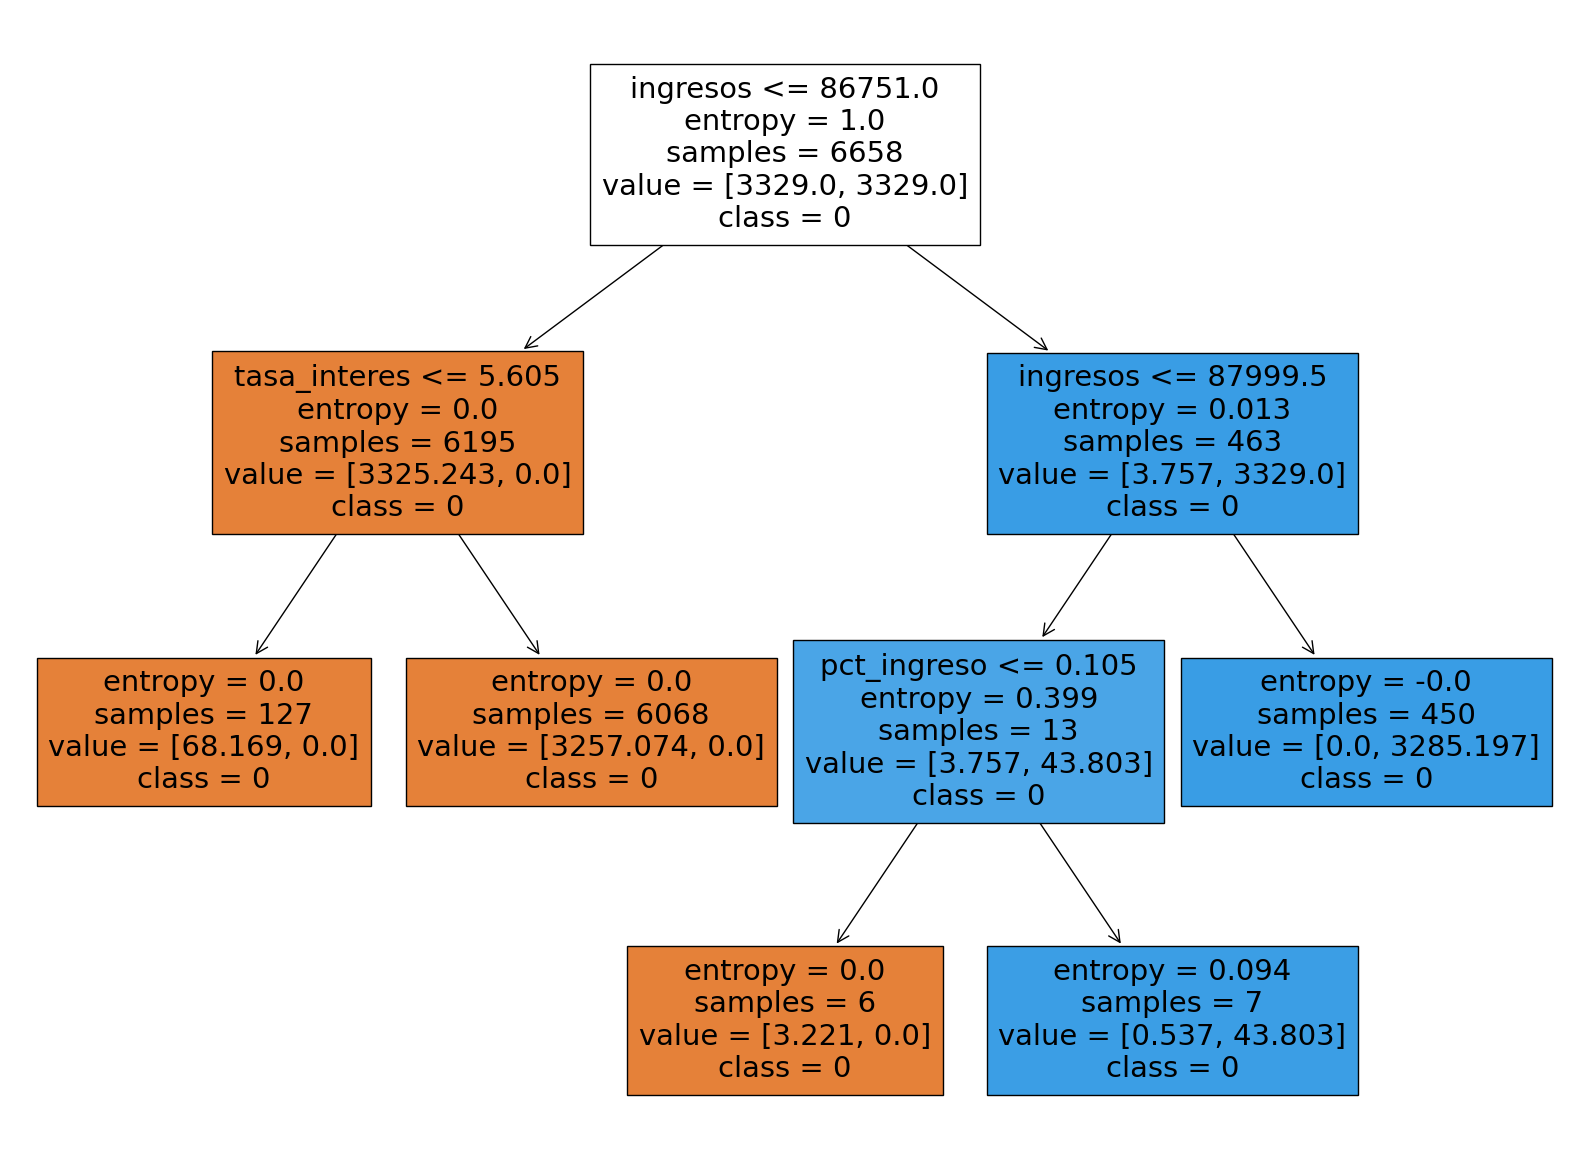 ingresos <= 86751.0
entropy = 1.0
samples = 6658
value = [3329.0, 3329.0]
class = 0
tasa_interes <= 5.605
entropy = 0.0
samples = 6195
value = [3325.243, 0.0]
class = 0
ingresos <= 87999.5
entropy = 0.013
samples = 463
value = [3.757, 3329.0]
class = 0
entropy = 0.0
samples = 127
value = [68.169, 0.0]
class = 0
entropy = 0.0
samples = 6068
value = [3257.074, 0.0]
class = 0
pct_ingreso <= 0.105
entropy = 0.399
samples = 13
value = [3.757, 43.803]
class = 0
entropy = -0.0
samples = 450
value = [0.0, 3285.197]
class = 0
entropy = 0.0
samples = 6
value = [3.221, 0.0]
class = 0
entropy = 0.094
samples = 7
value = [0.537, 43.803]
class = 0